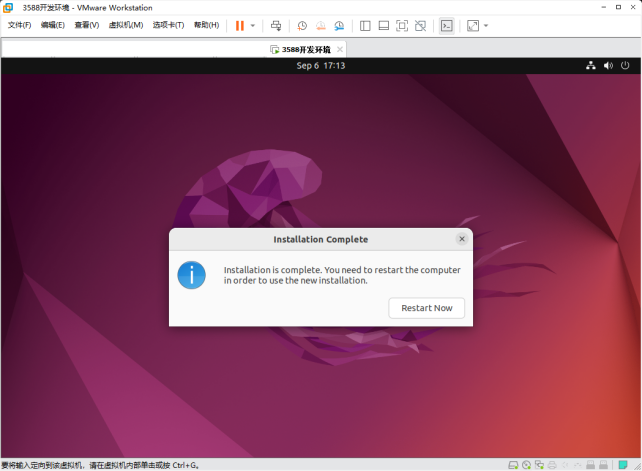 3588开发环境 - VMware Workstation
文件(F) 编辑(E) 查看(V) 虚拟机(M) 选项卡(T) 帮助(H)
3588开发环境
Sep 6 17:13
Installation Complete
Installation is complete. You need to restart the computer
in order to use the new installation.
Restart Now
要将输入定向到该虚拟机，请在虚拟机内部单击或按 Ctrl+G。